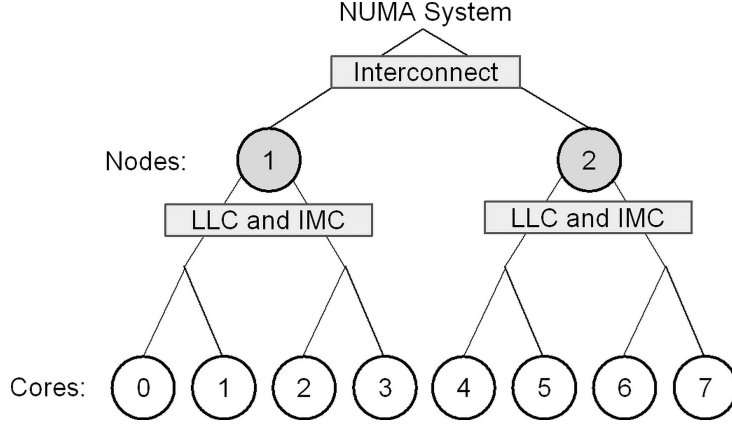 NUMA System
Interconnect
Nodes: 1 2
LLC and IMC LLC and IMC
Cores: 0 1 2 3 4 5 6 7